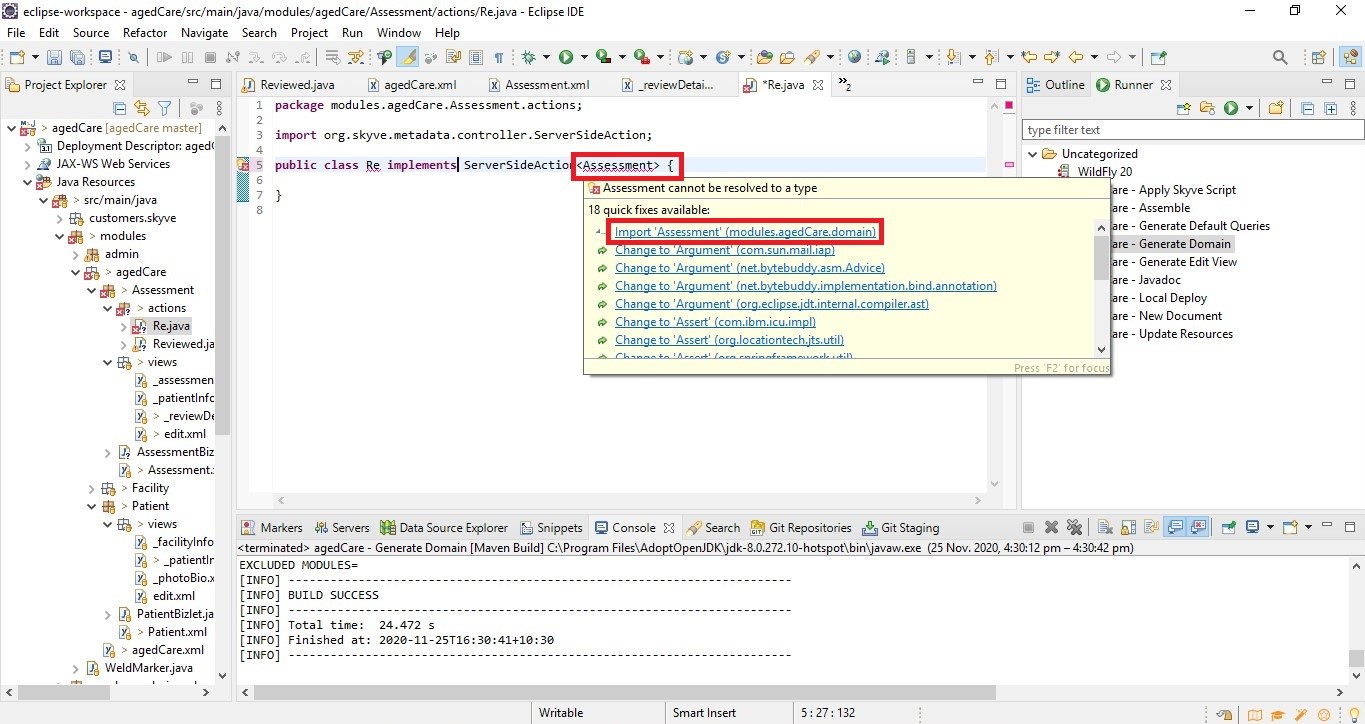 eclipse-workspace - agedCare/src/main/java/modules/agedCare/Assessment/actions/Re.java - Eclipse IDE
File Edit Source Refactor Navigate Search Project Run Window Help
Project Explorer
Reviewed.java agedCare.xml Assessment.xml _reviewDetai... *Re.java »2
Outline Runner
type filter text
agedCare [agedCare master]
Deployment Descriptor: agedC
JAX-WS Web Services
Java Resources
> src/main/java
customers.skyve
> modules
admin
> agedCare
> Assessment
> actions
Re.java
Reviewed.ja
> views
_assessmen
_patientInfo
> _reviewDe
> edit.xml
AssessmentBiz
> Assessment.x
> Facility
> Patient
> views
_facilityInfo
> _patientIn
_photoBio.x
edit.xml
PatientBizlet.ja
> Patient.xml
> agedCare.xml
WeldMarker.java
1 package modules.agedCare.Assessment.actions;
2
3 import org.skyve.metadata.controller.ServerSideAction;
4
5 public class Re implements ServerSideAction<Assessment> {
6
7 }
8
Assessment cannot be resolved to a type
18 quick fixes available:
Import 'Assessment' (modules.agedCare.domain)
Change to 'Argument' (com.sun.mail.iap)
Change to 'Argument' (net.bytebuddy.asm.Advice)
Change to 'Argument' (net.bytebuddy.implementation.bind.annotation)
Change to 'Argument' (org.eclipse.jdt.internal.compiler.ast)
Change to 'Assert' (com.ibm.icu.impl)
Change to 'Assert' (org.locationtech.jts.util)
Change to 'Assert' (org.springframework.util)
Press 'F2' for focus
Uncategorized
WildFly 20
are - Apply Skyve Script
are - Assemble
are - Generate Default Queries
are - Generate Domain
are - Generate Edit View
are - Javadoc
are - Local Deploy
are - New Document
are - Update Resources
Markers Servers Data Source Explorer Snippets Console Search Git Repositories Git Staging
<terminated> agedCare - Generate Domain [Maven Build] C:\Program Files\AdoptOpenJDK\jdk-8.0.272.10-hotspot\bin\javaw.exe (25 Nov. 2020, 4:30:12 pm – 4:30:42 pm)
EXCLUDED MODULES=
[INFO] ------------------------------------------------------------------------
[INFO] BUILD SUCCESS
[INFO] ------------------------------------------------------------------------
[INFO] Total time: 24.472 s
[INFO] Finished at: 2020-11-25T16:30:41+10:30
[INFO] ------------------------------------------------------------------------
Writable Smart Insert 5 : 27 : 132